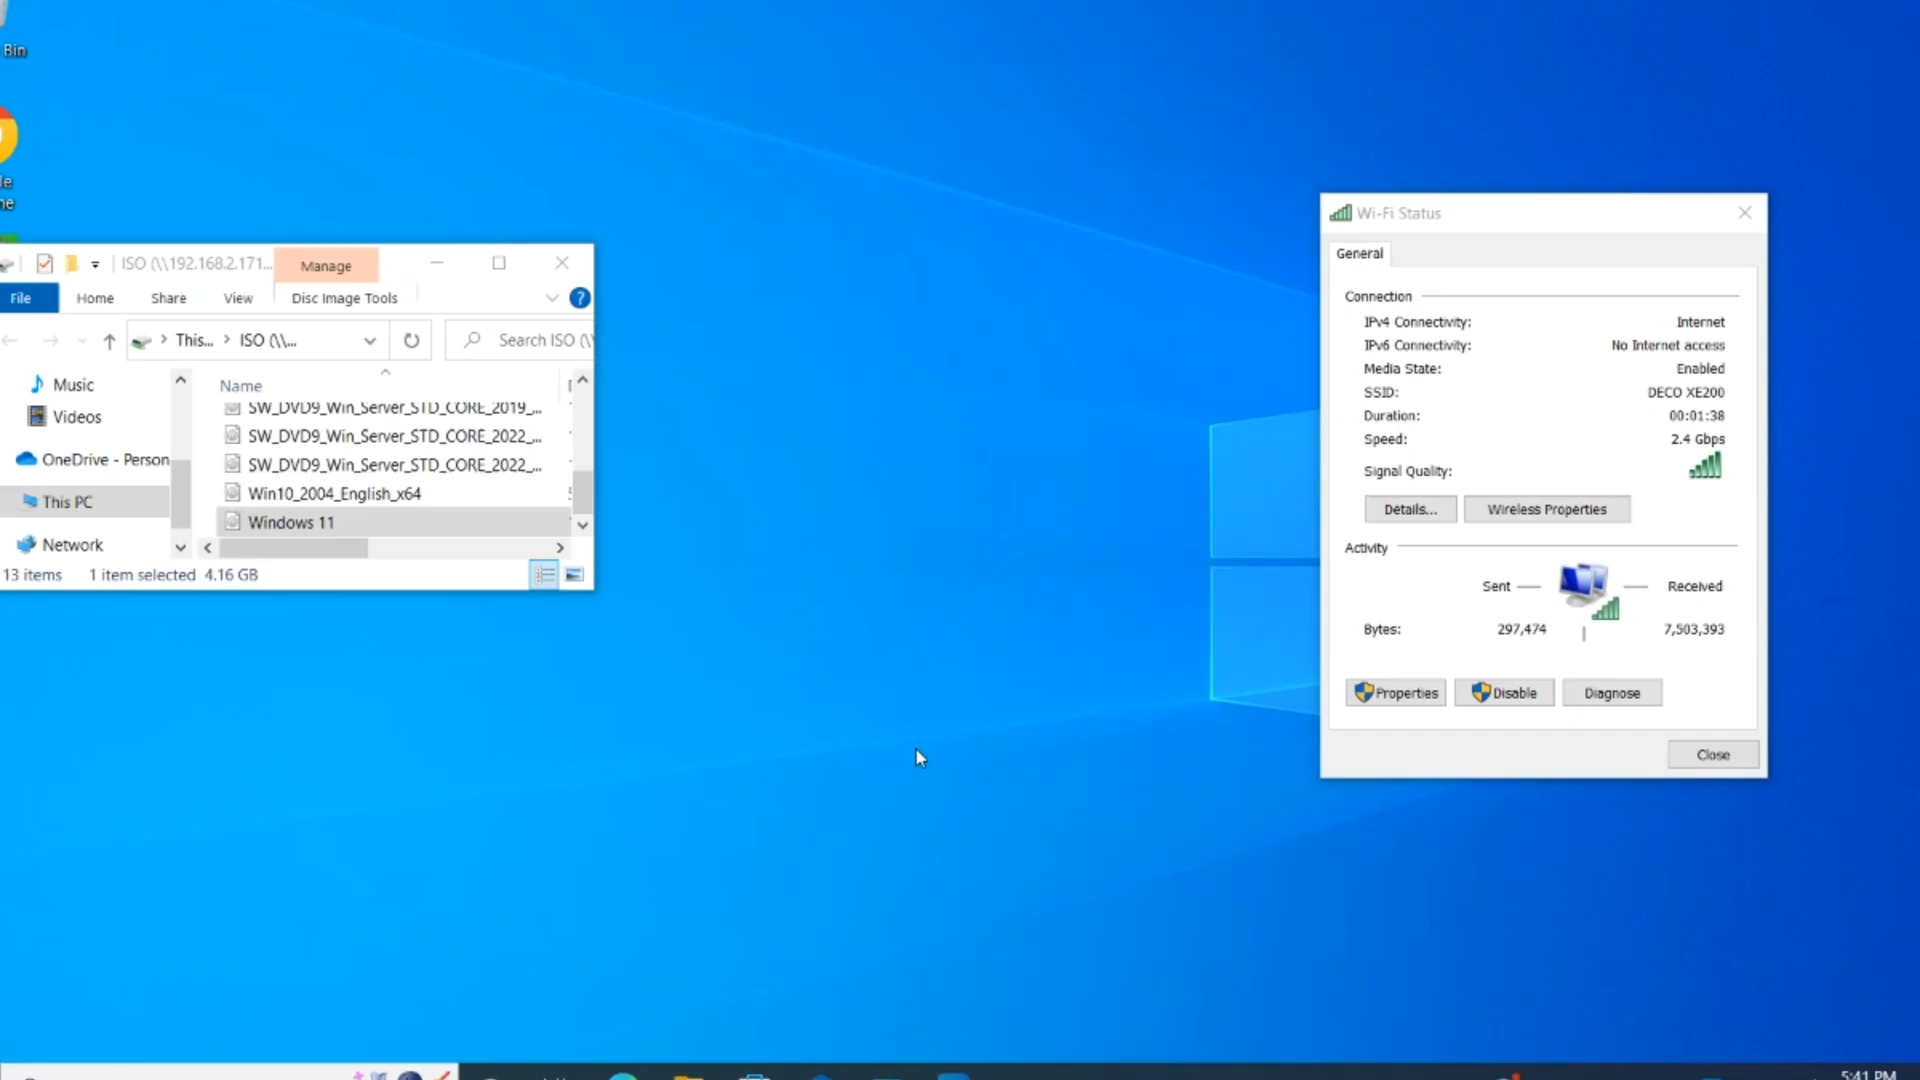 Bin
le
ne
ISO (\\192.168.2.171...
Manage
File
Home
Share
View
Disc Image Tools
This...
ISO (\\...
Search ISO (\\
Music
Videos
OneDrive - Person
This PC
Network
Name
SW_DVD9_Win_Server_STD_CORE_2019_...
SW_DVD9_Win_Server_STD_CORE_2022_...
SW_DVD9_Win_Server_STD_CORE_2022_...
Win10_2004_English_x64
Windows 11
13 items 1 item selected 4.16 GB
Wi-Fi Status
General
Connection
IPv4 Connectivity: Internet
IPv6 Connectivity: No Internet access
Media State: Enabled
SSID: DECO XE200
Duration: 00:01:38
Speed: 2.4 Gbps
Signal Quality:
Details... Wireless Properties
Activity
Sent Received
Bytes: 297,474 7,503,393
Properties Disable Diagnose
Close
5:41 PM